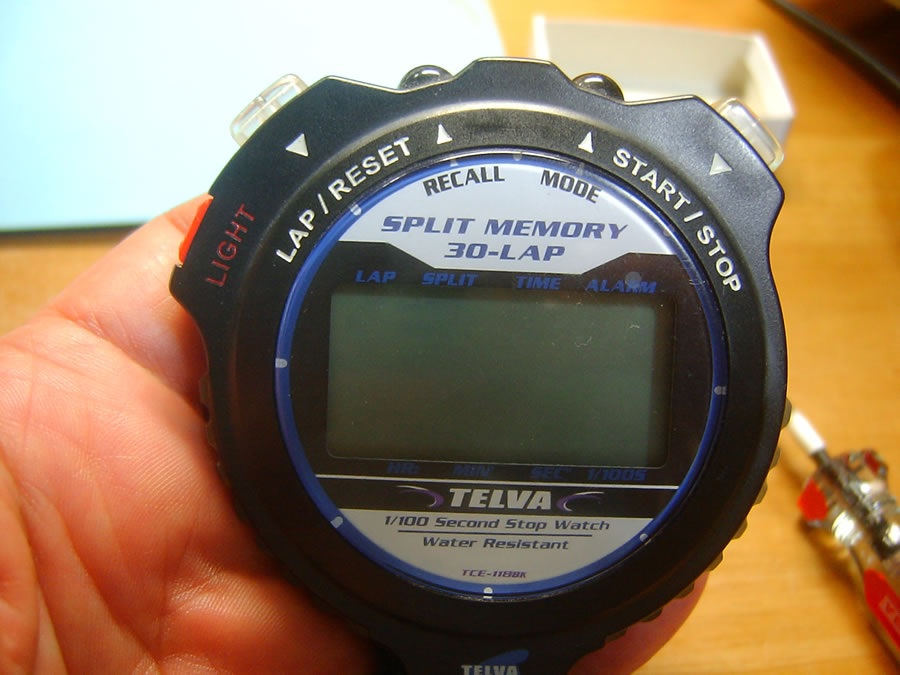 LIGHT
LAP / RESET
START / STOP
RECALL MODE
SPLIT MEMORY
30-LAP
LAP SPLIT TIME ALARM
HR. MIN SEC 1/100S
TELVA
1/100 Second Stop Watch
Water Resistant
TCE-118BK
TELVA